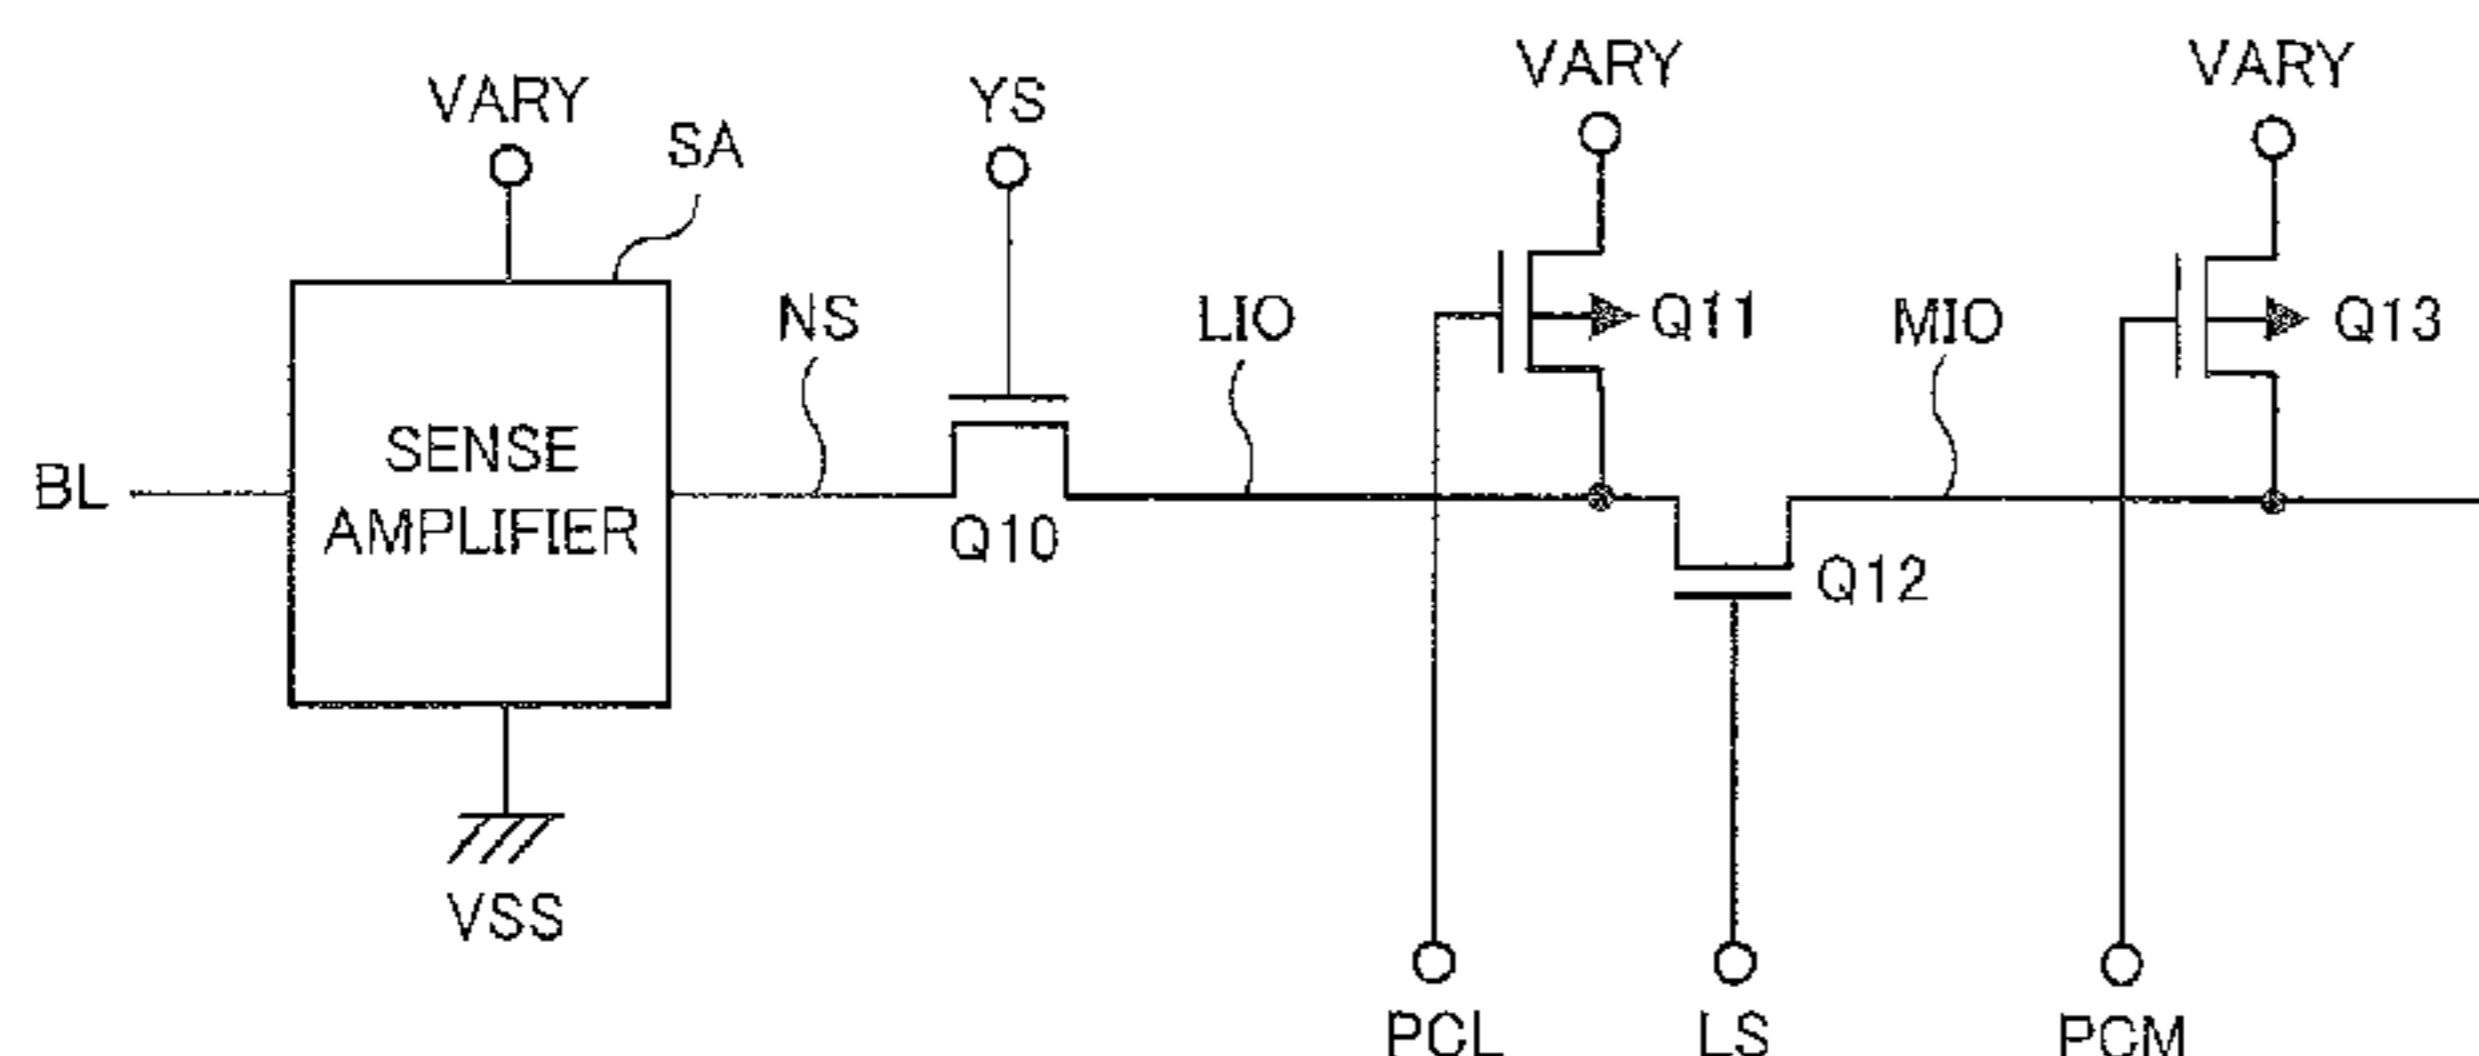 VARY
VARY
VARY
YS
SA
NS
LIO
Q11
MIO
Q13
SENSE
AMPLIFIER
BL
Q10
Q12
VSS
PCL
LS
PCM